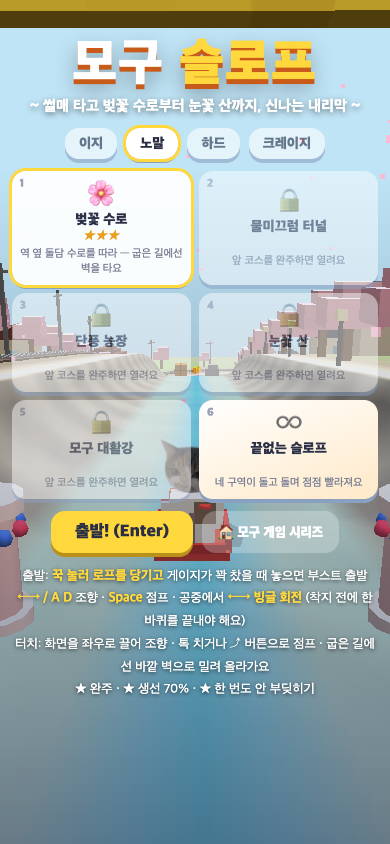 모구 슬로프
~ 썰매 타고 벚꽃 수로부터 눈꽃 산까지, 신나는 내리막 ~
이지
노말
하드
크레이지
1
벚꽃 수로
★★★
역 옆 돌담 수로를 따라 — 굽은 길에선
벽을 타요
2
물미끄럼 터널
앞 코스를 완주하면 열려요
3
단풍 농장
앞 코스를 완주하면 열려요
4
눈꽃 산
앞 코스를 완주하면 열려요
5
모구 대활강
앞 코스를 완주하면 열려요
6
∞
끝없는 슬로프
네 구역이 돌고 돌며 점점 빨라져요
출발! (Enter)
모구 게임 시리즈
출발: 꾹 눌러 로프를 당기고 게이지가 꽉 찼을 때 놓으면 부스트 출발
←→ / A D 조향 · Space 점프 · 공중에서 ←→ 빙글 회전 (착지 전에 한
바퀴를 끝내야 해요)
터치: 화면을 좌우로 끌어 조향 · 톡 치거나 ⤴ 버튼으로 점프 · 굽은 길에
선 바깥 벽으로 밀려 올라가요
★ 완주 · ★ 생선 70% · ★ 한 번도 안 부딪히기